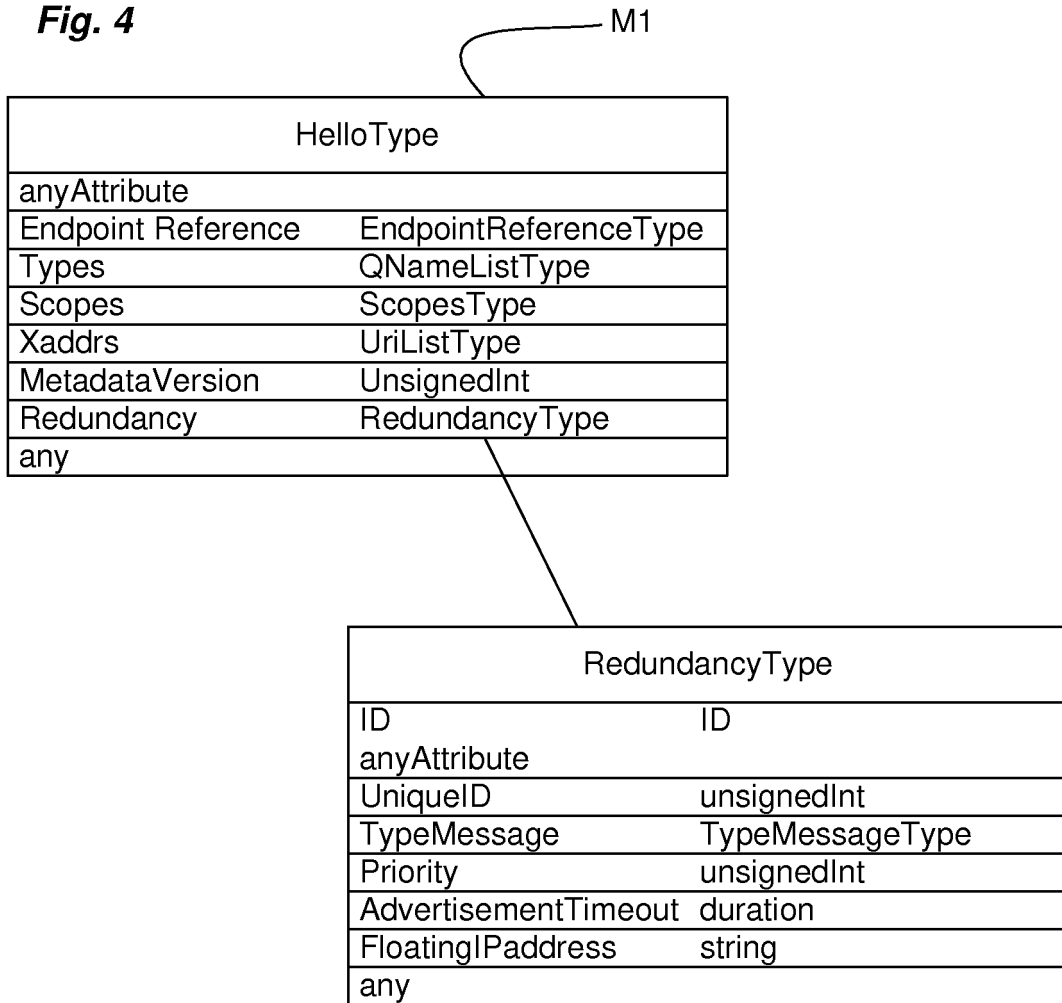 Fig. 4
M1
HelloType
anyAttribute
Endpoint Reference EndpointReferenceType
Types QNameListType
Scopes ScopesType
Xaddrs UriListType
MetadataVersion UnsignedInt
Redundancy RedundancyType
any
RedundancyType
ID ID
anyAttribute
UniqueID unsignedInt
TypeMessage TypeMessageType
Priority unsignedInt
AdvertisementTimeout duration
FloatingIPaddress string
any